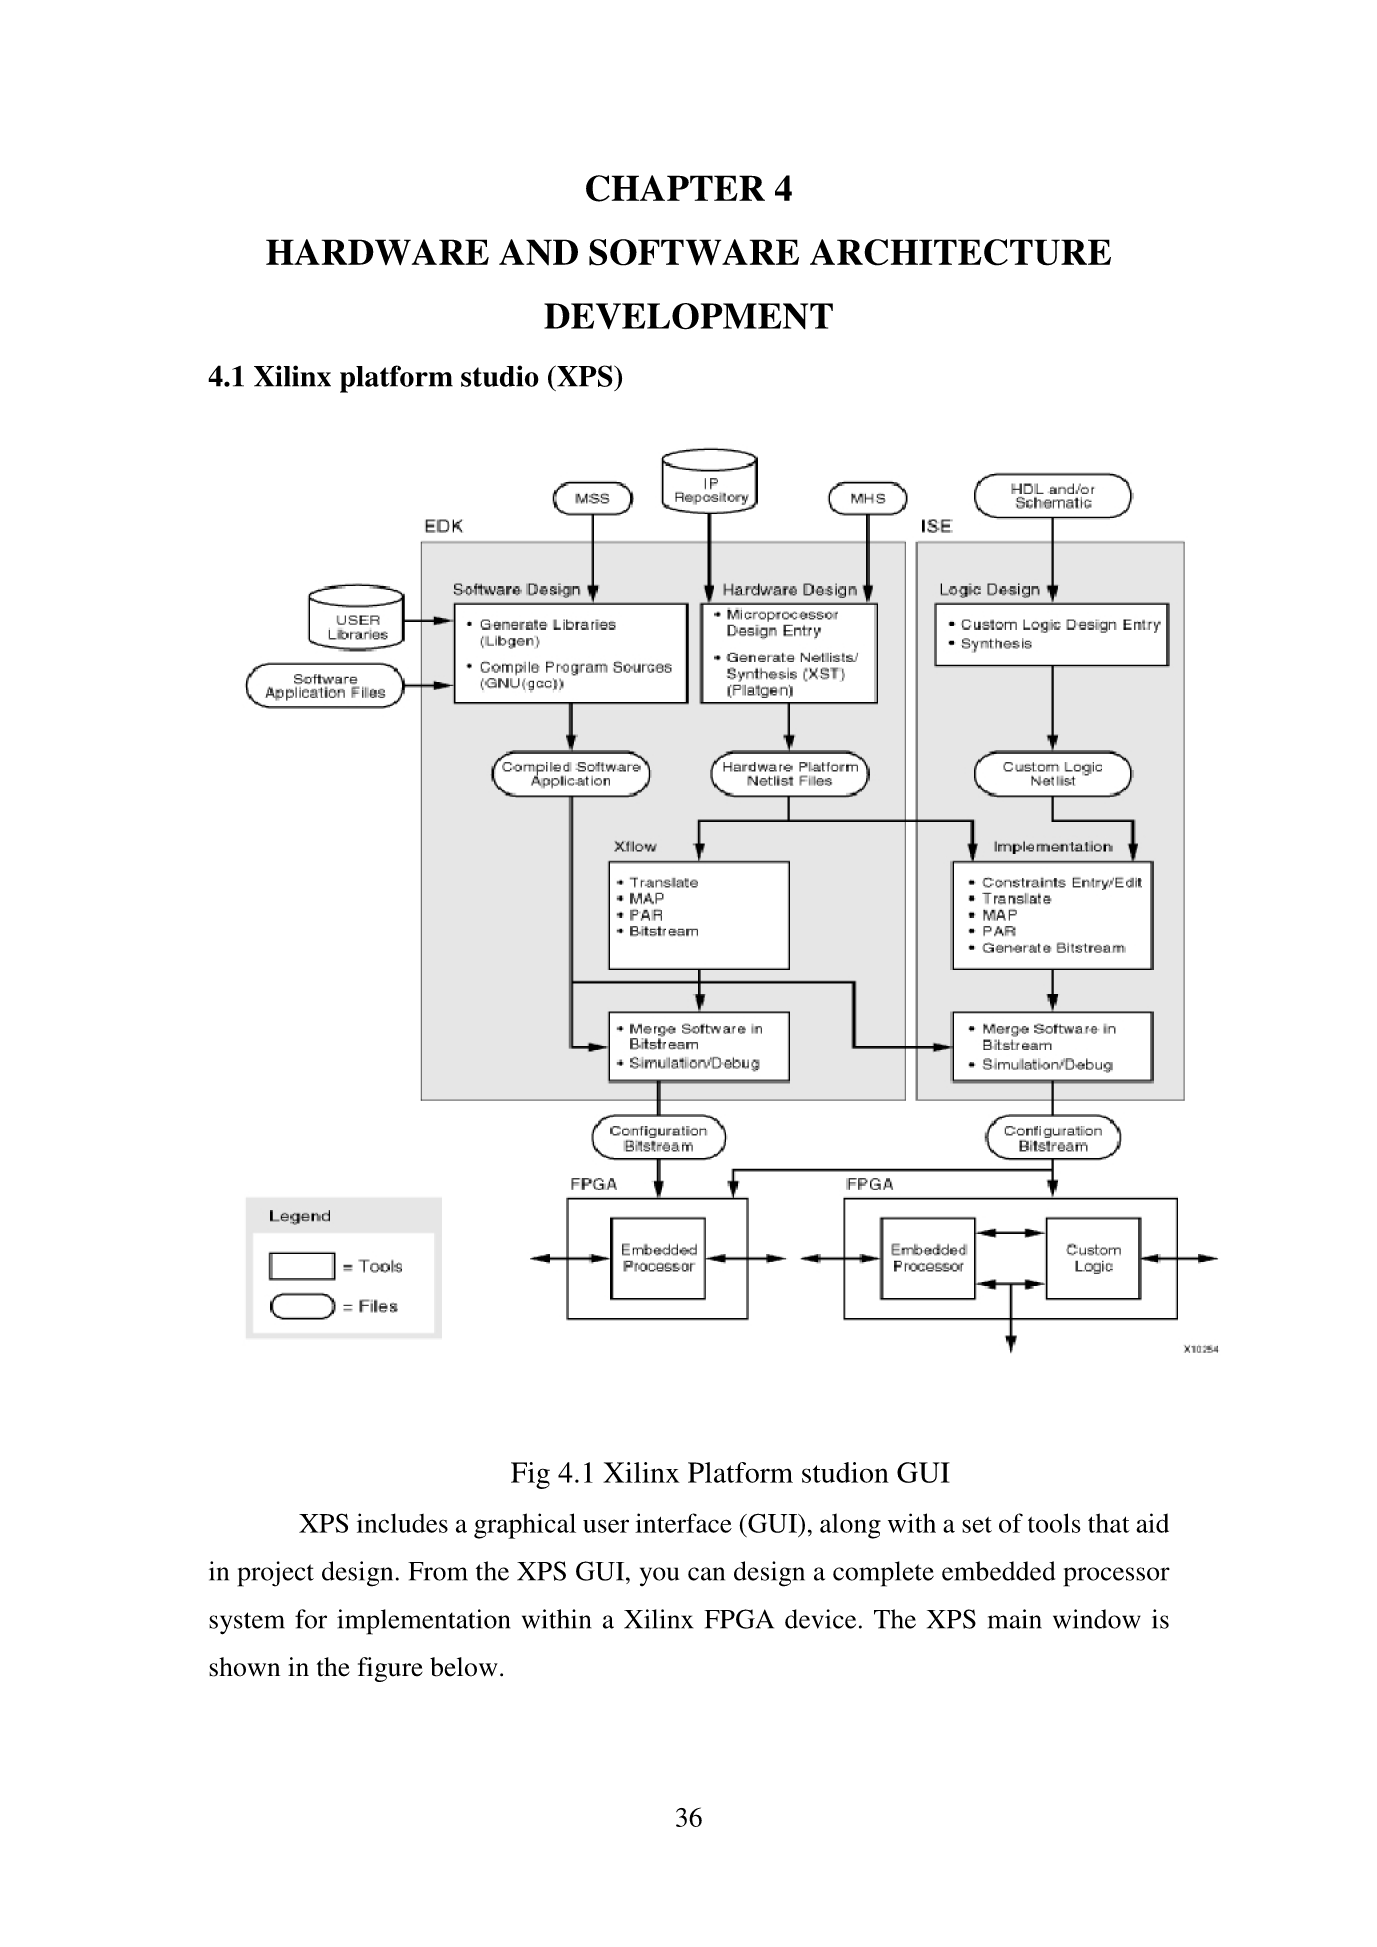 CHAPTER 4
HARDWARE AND SOFTWARE ARCHITECTURE
DEVELOPMENT
4.1 Xilinx platform studio (XPS)
IP
Repository
MSS
MHS
HDL and/or
Schematic
EDK
ISE
Software Design
Hardware Design
Logic Design
USER
Libraries
Software
Application Files
• Generate Libraries
(Libgen)
• Compile Program Sources
(GNU(gcc))
• Microprocessor
Design Entry
• Generate Netlists/
Synthesis (XST)
(Platgen)
• Custom Logic Design Entry
• Synthesis
Compiled Software
Application
Hardware Platform
Netlist Files
Custom Logic
Netlist
Xflow
Implementation
• Translate
• MAP
• PAR
• Bitstream
• Constraints Entry/Edit
• Translate
• MAP
• PAR
• Generate Bitstream
• Merge Software in
Bitstream
• Simulation/Debug
• Merge Software in
Bitstream
• Simulation/Debug
Configuration
Bitstream
Configuration
Bitstream
FPGA
FPGA
Embedded
Processor
Embedded
Processor
Custom
Logic
Legend
= Tools
= Files
X10254
Fig 4.1 Xilinx Platform studion GUI
XPS includes a graphical user interface (GUI), along with a set of tools that aid
in project design. From the XPS GUI, you can design a complete embedded processor
system for implementation within a Xilinx FPGA device. The XPS main window is
shown in the figure below.
36